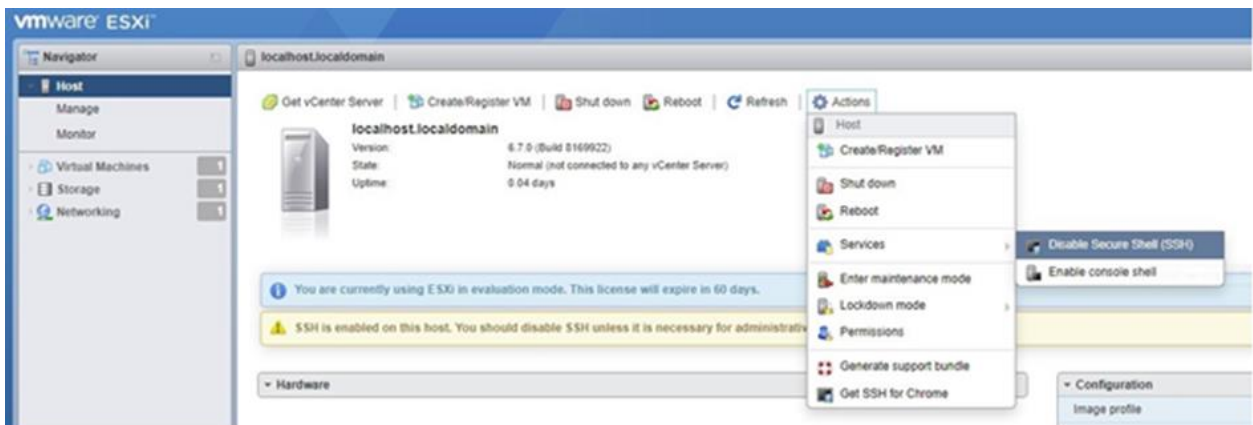 vmware ESXi™
Navigator
localhost.localdomain
Host
Manage
Monitor
Virtual Machines 1
Storage 1
Networking 1
Get vCenter Server | Create/Register VM | Shut down Reboot | Refresh | Actions
localhost.localdomain
Version: 6.7.0 (Build 8169922)
State: Normal (not connected to any vCenter Server)
Uptime: 0.04 days
Host
Create/Register VM
Shut down
Reboot
Services
Disable Secure Shell (SSH)
Enable console shell
Enter maintenance mode
Lockdown mode
Permissions
Generate support bundle
Get SSH for Chrome
You are currently using ESXi in evaluation mode. This license will expire in 60 days.
SSH is enabled on this host. You should disable SSH unless it is necessary for administrativ
Hardware
Configuration
Image profile